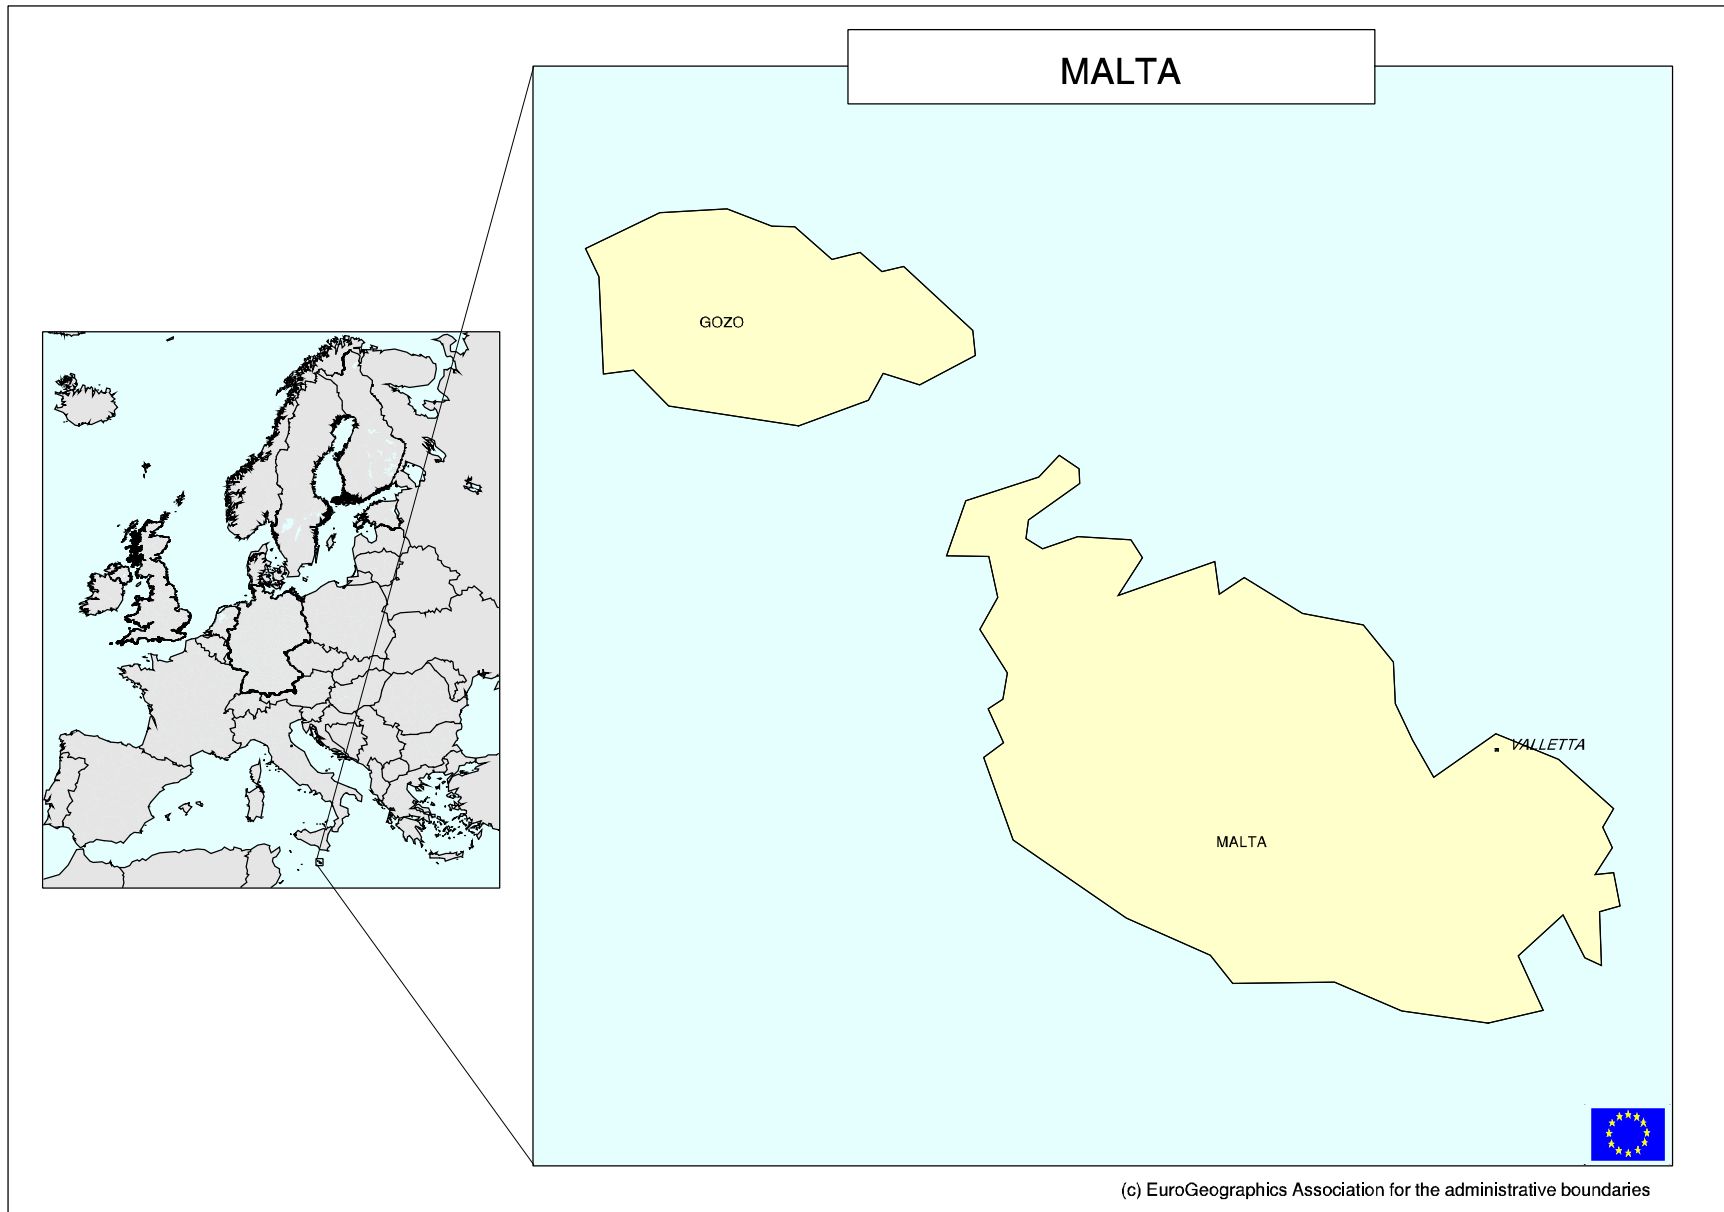 MALTA
GOZO
VALLETTA
MALTA
(c) EuroGeographics Association for the administrative boundaries